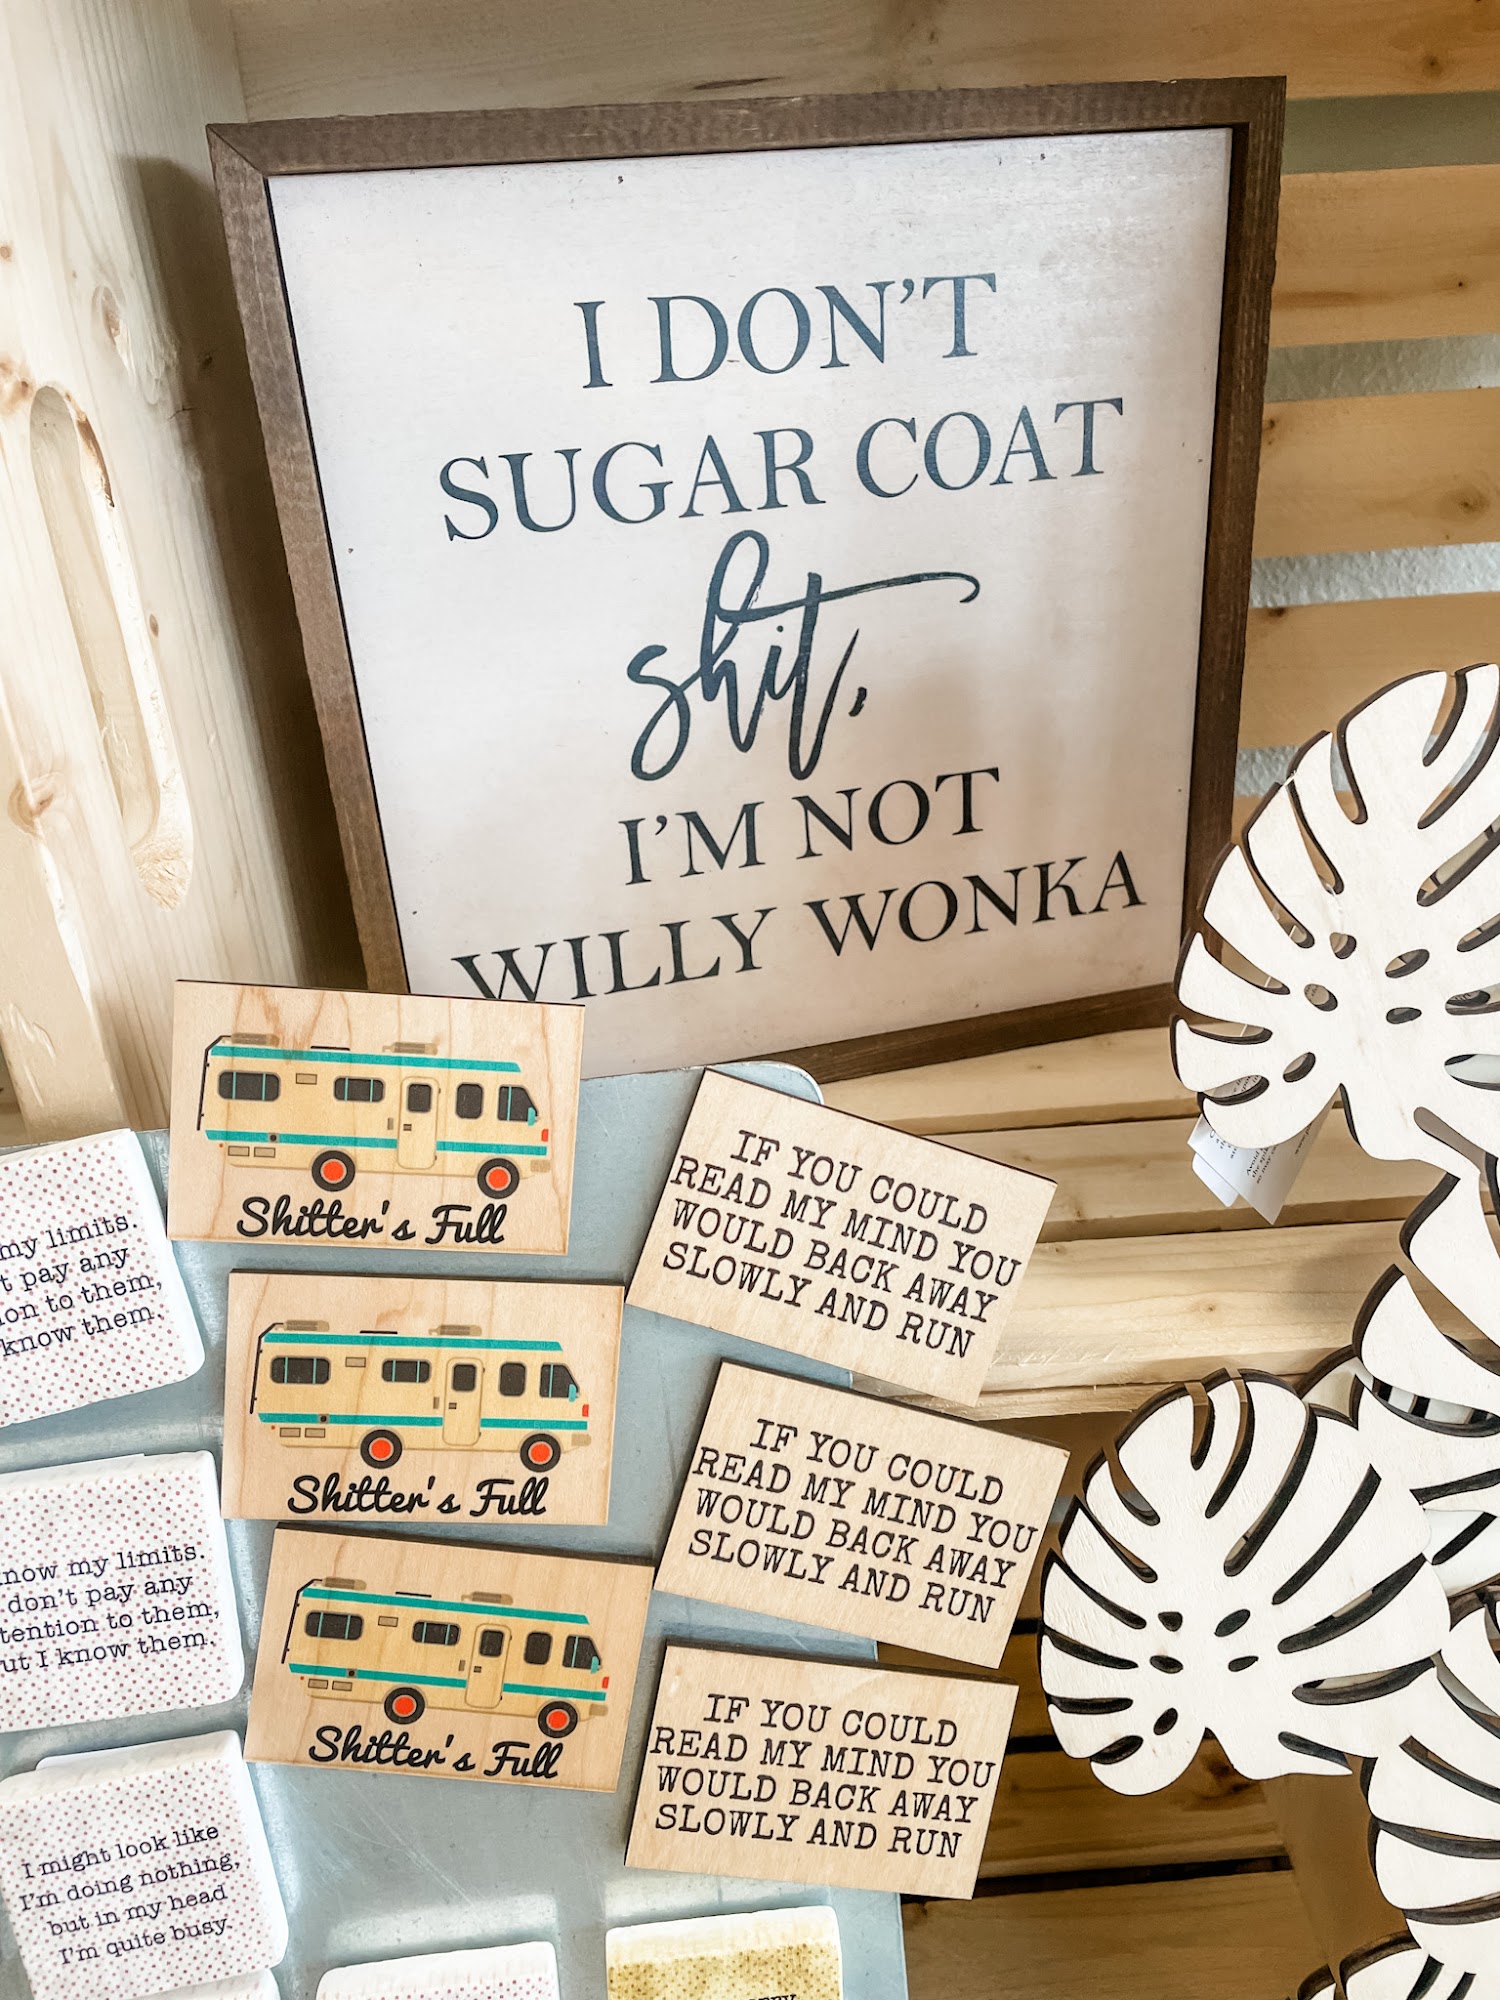 I DON'T
SUGAR COAT
shit,
I'M NOT
WILLY WONKA
Shitter's Full
Shitter's Full
Shitter's Full
IF YOU COULD
READ MY MIND YOU
WOULD BACK AWAY
SLOWLY AND RUN
IF YOU COULD
READ MY MIND YOU
WOULD BACK AWAY
SLOWLY AND RUN
IF YOU COULD
READ MY MIND YOU
WOULD BACK AWAY
SLOWLY AND RUN
my limits.
pay any
to them,
know them.
my limits.
don't pay any
to them,
I know them.
I might look like
I'm doing nothing,
but in my head
I'm quite busy.